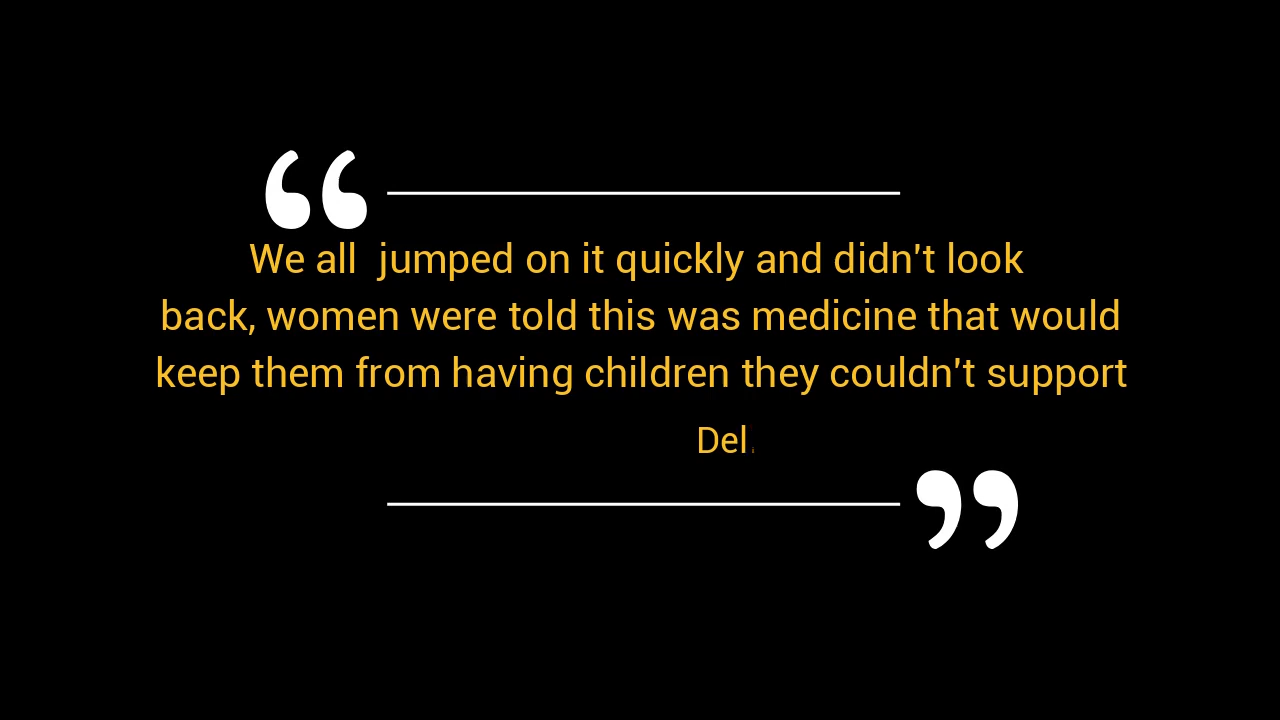 We all  jumped on it quickly and didn't look
back, women were told this was medicine that would
keep them from having children they couldn't support
Del